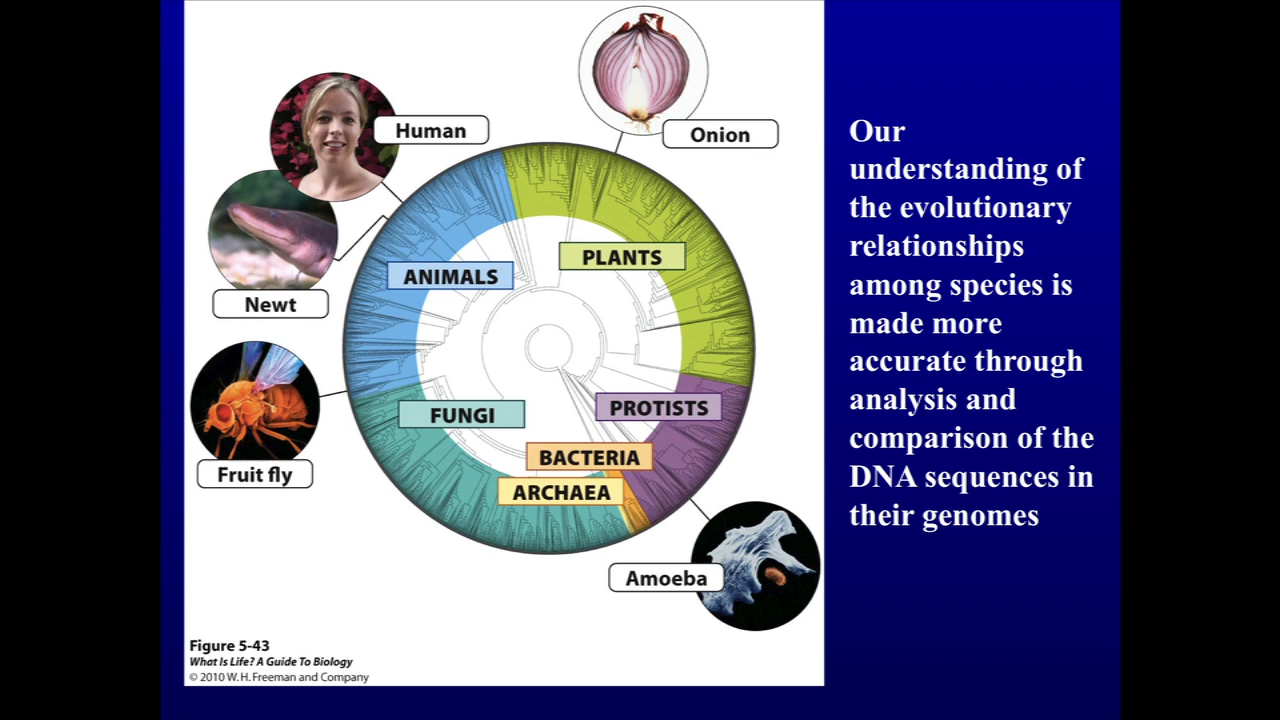 Onion
Human
Newt
Fruit fly
Amoeba
PLANTS
ANIMALS
FUNGI
PROTISTS
BACTERIA
ARCHAEA
Figure 5-43
What Is Life? A Guide To Biology
© 2010 W. H. Freeman and Company
Our
understanding of
the evolutionary
relationships
among species is
made more
accurate through
analysis and
comparison of the
DNA sequences in
their genomes